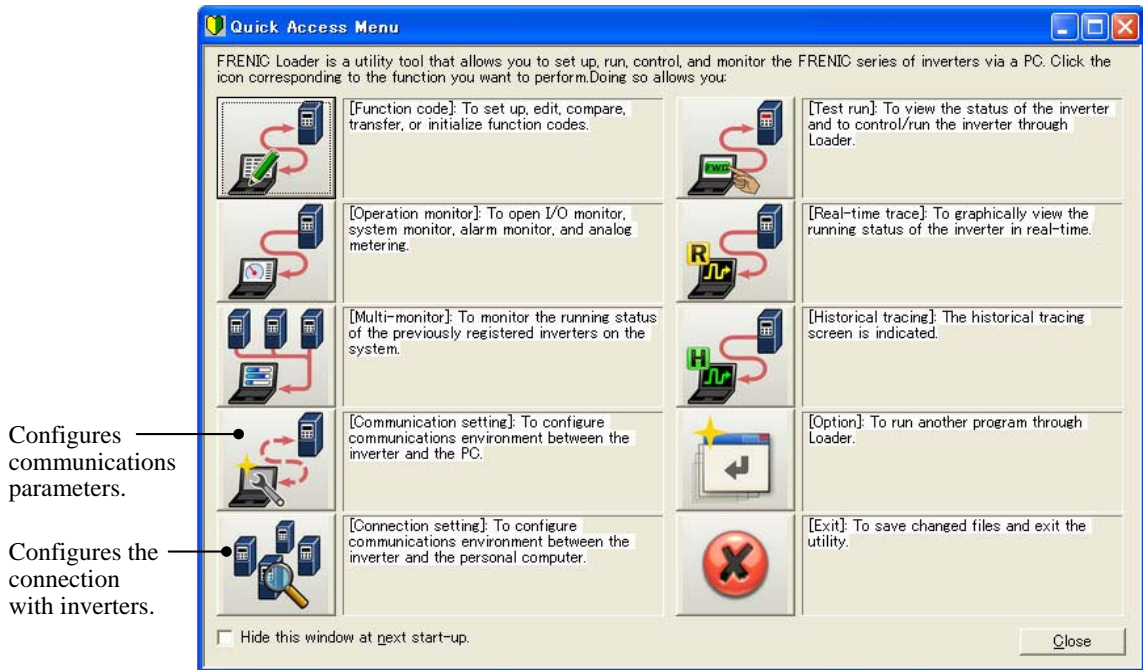 Quick Access Menu
FRENIC Loader is a utility tool that allows you to set up, run, control, and monitor the FRENIC series of inverters via a PC. Click the
icon corresponding to the function you want to perform.Doing so allows you:
[Function code]: To set up, edit, compare,
transfer, or initialize function codes.
[Test run]: To view the status of the inverter
and to control/run the inverter through
Loader.
FWD
[Operation monitor]: To open I/O monitor,
system monitor, alarm monitor, and analog
metering.
[Real-time trace]: To graphically view the
running status of the inverter in real-time.
R
[Multi-monitor]: To monitor the running status
of the previously registered inverters on the
system.
[Historical tracing]: The historical tracing
screen is indicated.
H
Configures
communications
parameters.
[Communication setting]: To configure
communications environment between the
inverter and the PC.
[Option]: To run another program through
Loader.
Configures the
connection
with inverters.
[Connection setting]: To configure
communications environment between the
inverter and the personal computer.
[Exit]: To save changed files and exit the
utility.
Hide this window at next start-up.
Close